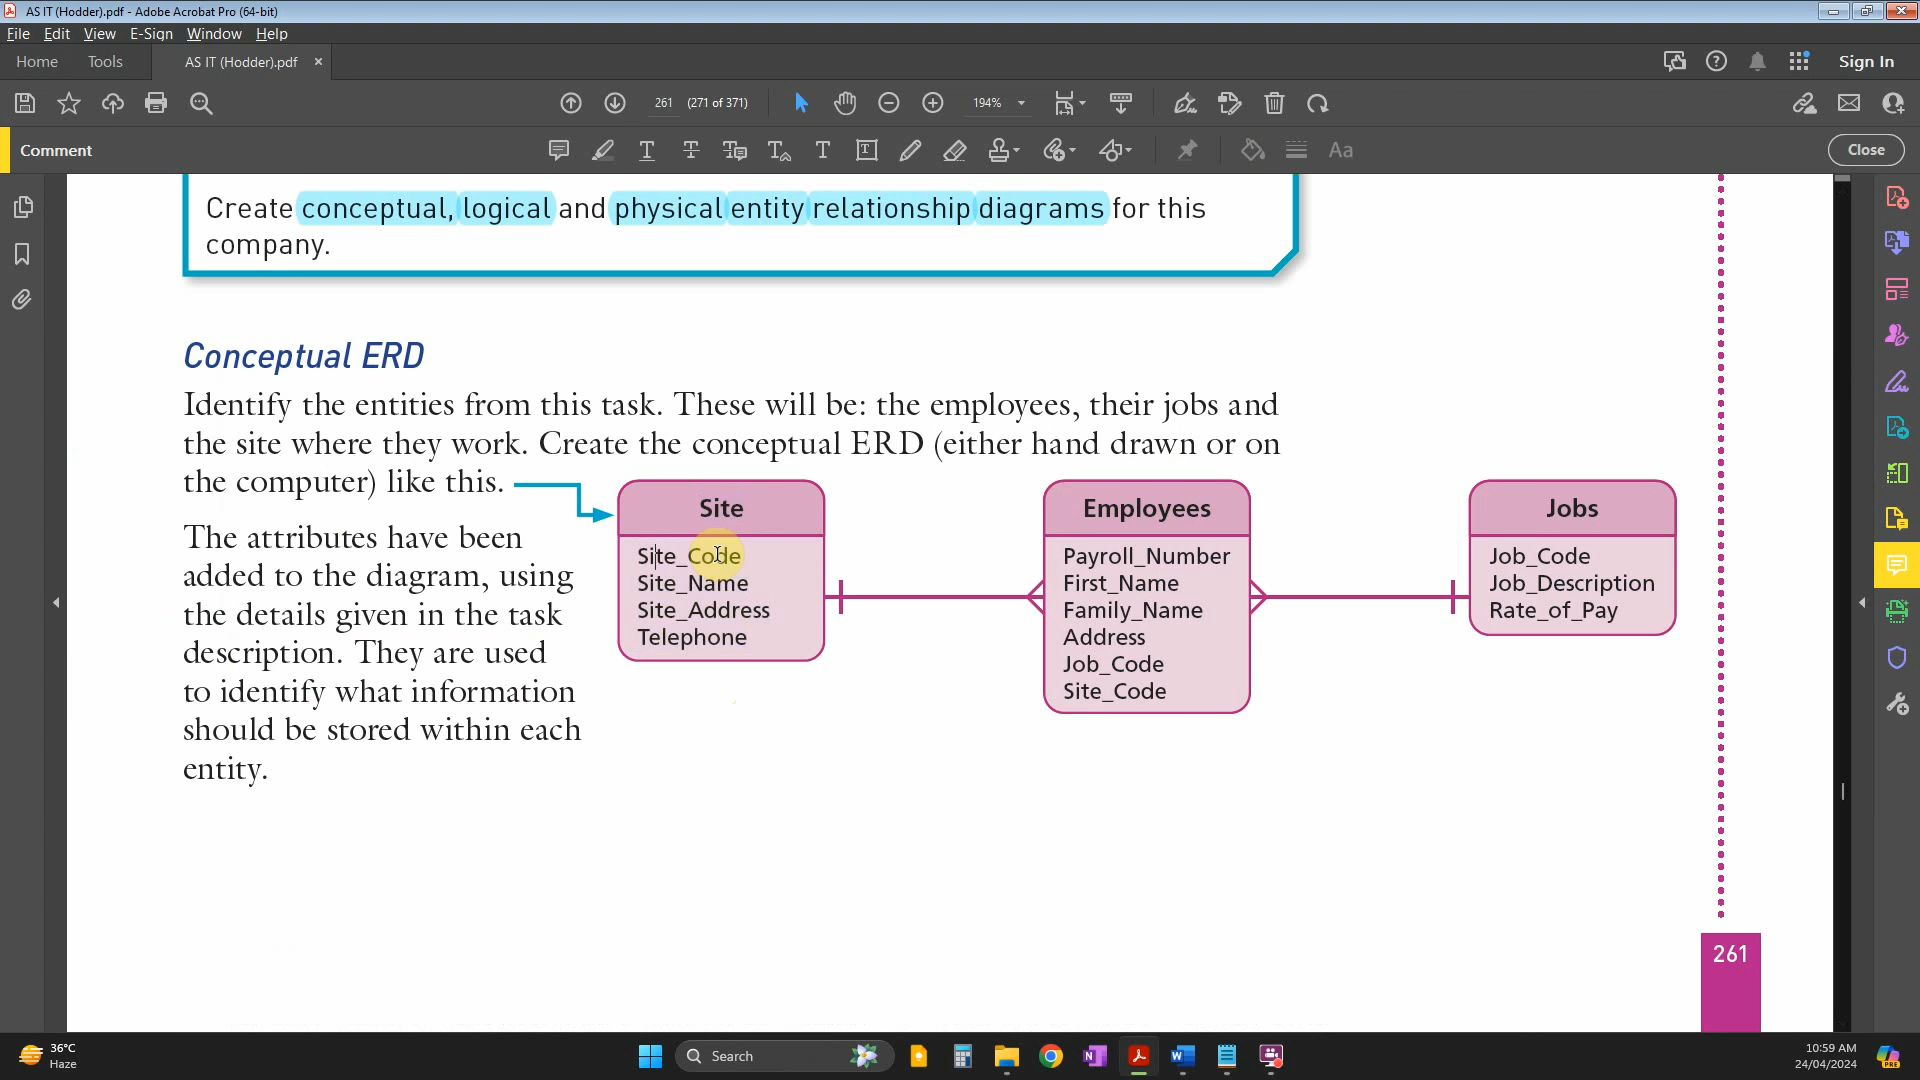 AS IT (Hodder).pdf - Adobe Acrobat Pro (64-bit)
File Edit View E-Sign Window Help
Home Tools AS IT (Hodder).pdf × Sign In
261 (271 of 371) 194%
Comment Close
Create conceptual, logical and physical entity relationship diagrams for this
company.
Conceptual ERD
Identify the entities from this task. These will be: the employees, their jobs and
the site where they work. Create the conceptual ERD (either hand drawn or on
the computer) like this.
The attributes have been
added to the diagram, using
the details given in the task
description. They are used
to identify what information
should be stored within each
entity.
Site
Site_Code
Site_Name
Site_Address
Telephone
Employees
Payroll_Number
First_Name
Family_Name
Address
Job_Code
Site_Code
Jobs
Job_Code
Job_Description
Rate_of_Pay
261
36°C
Haze
Search
10:59 AM
24/04/2024
PRE